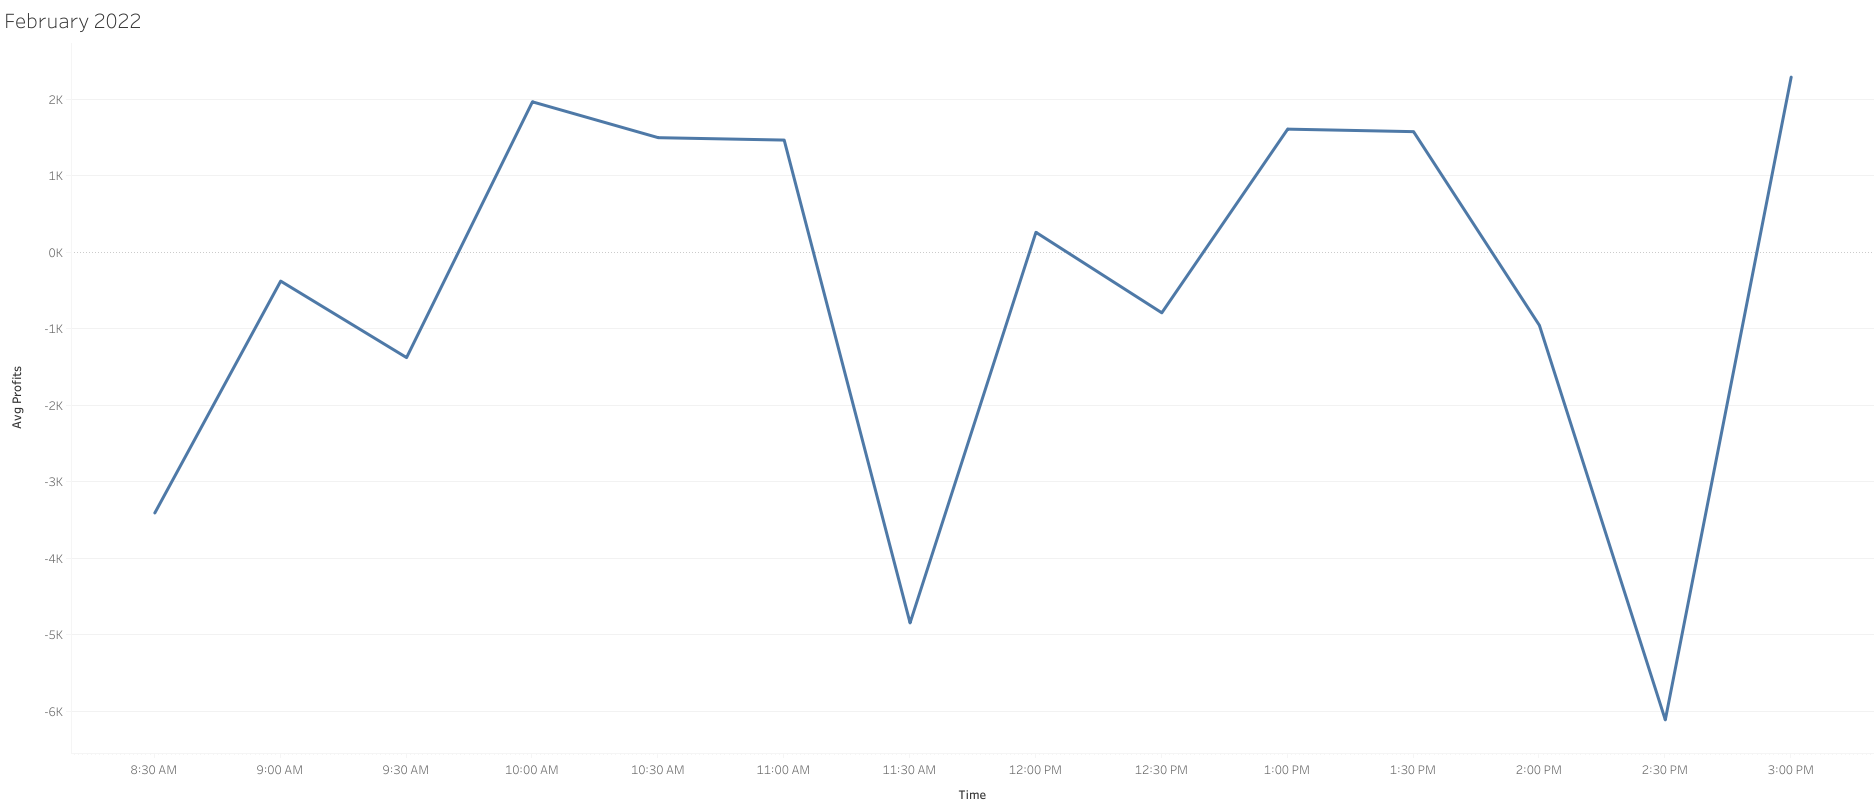 February 2022
2K
1K
0K
-1K
-2K
-3K
-4K
-5K
-6K
Avg Profits
8:30 AM 9:00 AM 9:30 AM 10:00 AM 10:30 AM 11:00 AM 11:30 AM 12:00 PM 12:30 PM 1:00 PM 1:30 PM 2:00 PM 2:30 PM 3:00 PM
Time